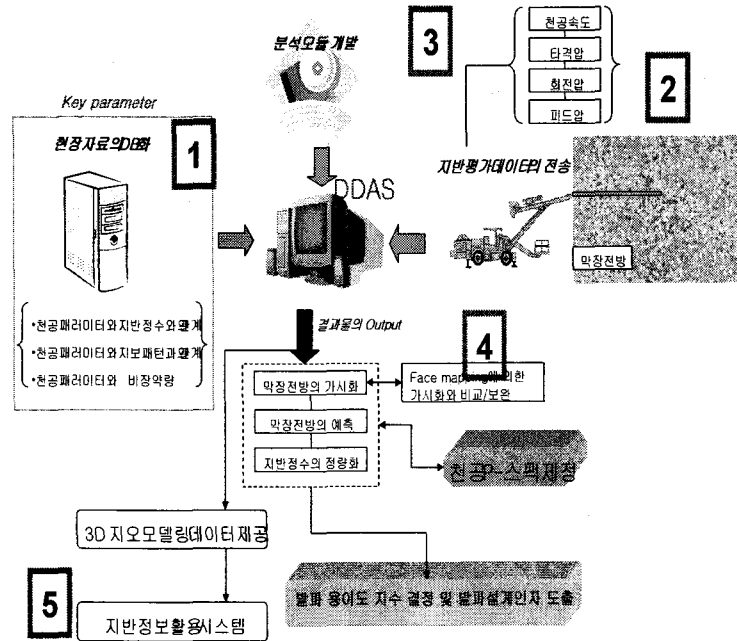 분석모듈 개발
3
천공속도
타격압
회전압
피드압
2
Key parameter
현장자료의DB화
1
DDAS
지반평가데이터의 전송
막장전방
•천공패러미터와지반정수와의관계
•천공패러미터와지보패턴과의관계
•천공패러미터와 비장약량
결과물의 Output
4
막장전방의 가시화
Face mapping에 의한
가시화와 비교/보완
막장전방의 예측
지반정수의 정량화
천공P-스팩제정
3D 지오모델링데이터제공
5
지반정보활용시스템
발파 용이도 지수 결정 및 발파설계인자 도출